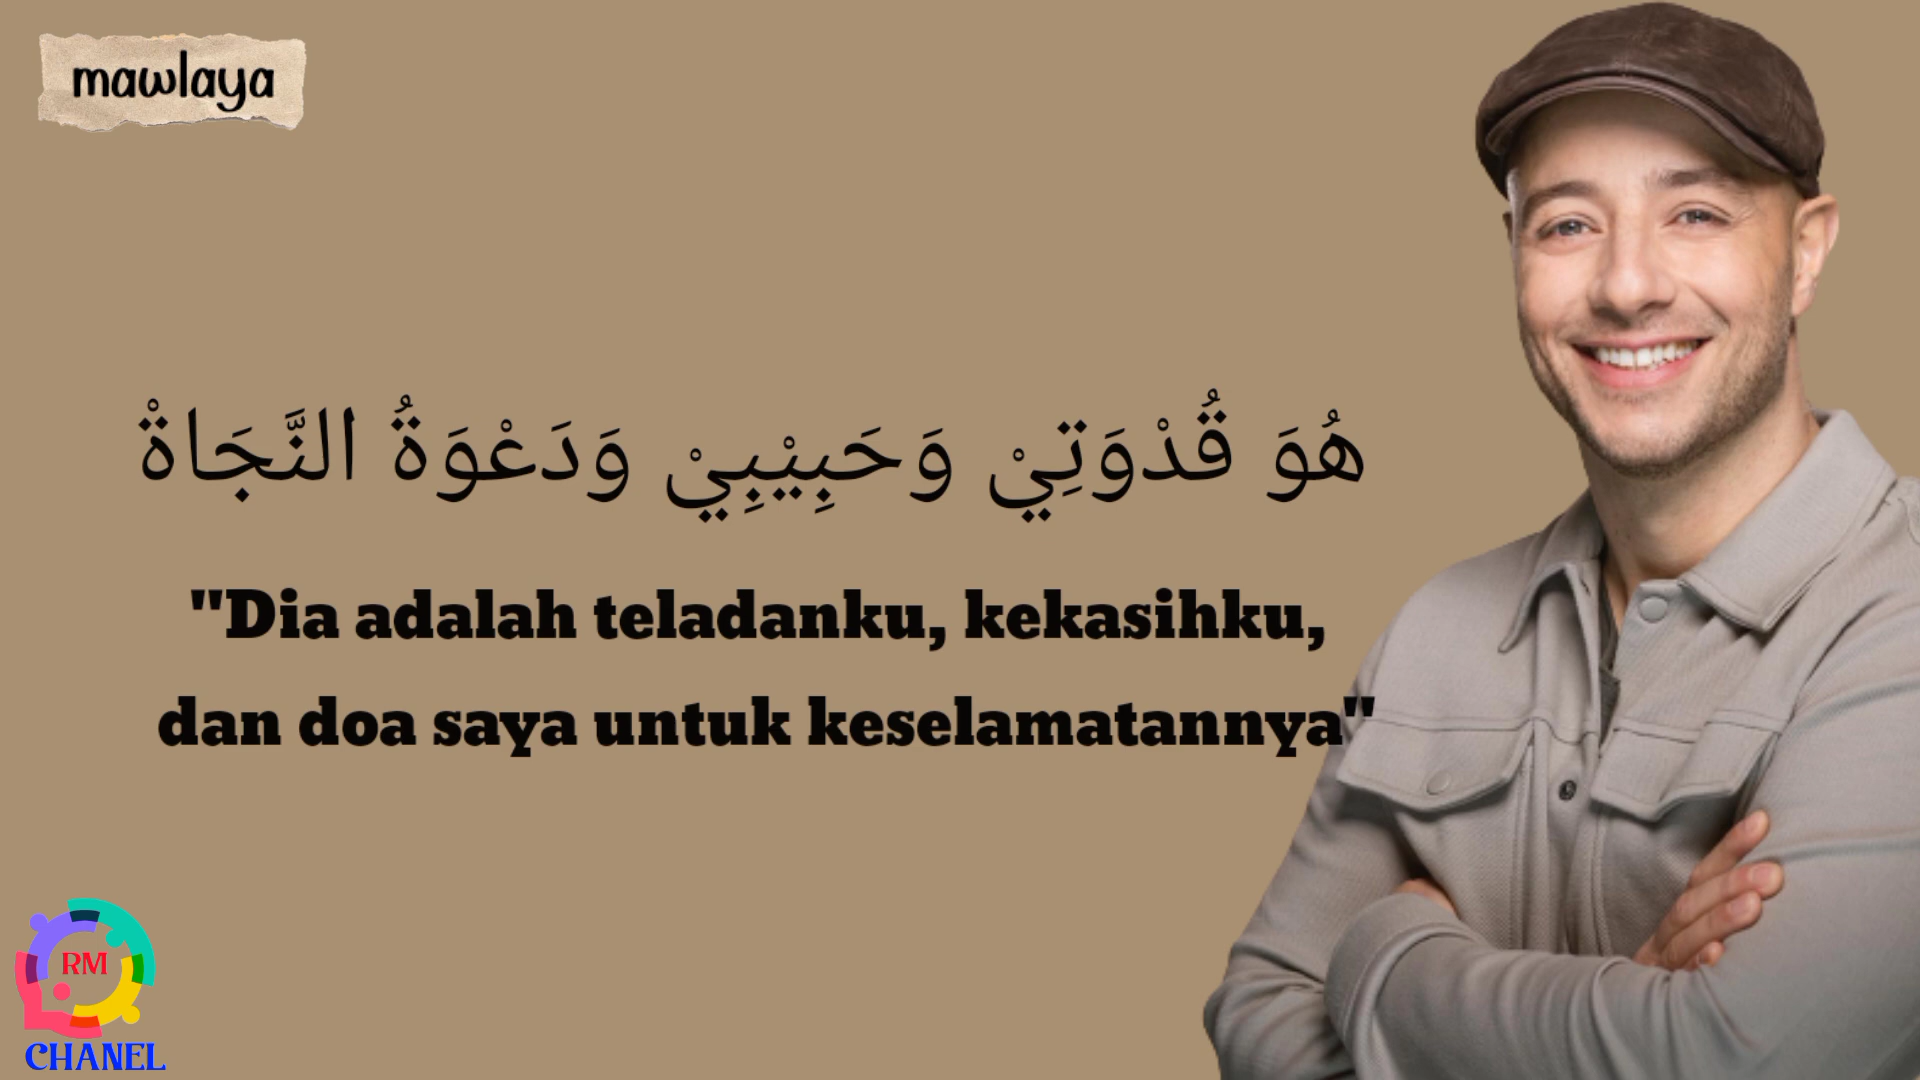 mawlaya
هُوَ قُدْوَتِيْ وَحَبِيْبِيْ وَدَعْوَةُ النَّجَاةْ
"Dia adalah teladanku, kekasihku,
dan doa saya untuk keselamatannya"
RM
CHANEL